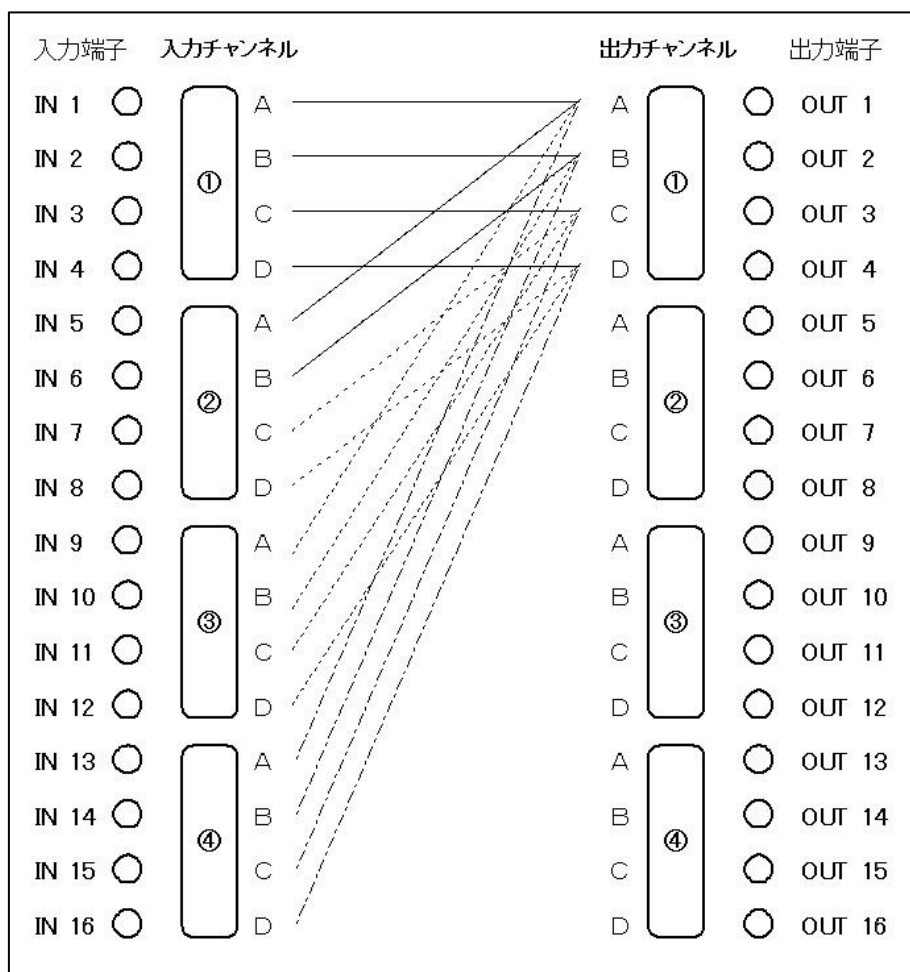 入力端子 入力チャンネル 出力チャンネル 出力端子
IN 1 A A OUT 1
IN 2 B B OUT 2
① ①
IN 3 C C OUT 3
IN 4 D D OUT 4
IN 5 A A OUT 5
IN 6 B B OUT 6
② ②
IN 7 C C OUT 7
IN 8 D D OUT 8
IN 9 A A OUT 9
IN 10 B B OUT 10
③ ③
IN 11 C C OUT 11
IN 12 D D OUT 12
IN 13 A A OUT 13
IN 14 B B OUT 14
④ ④
IN 15 C C OUT 15
IN 16 D D OUT 16